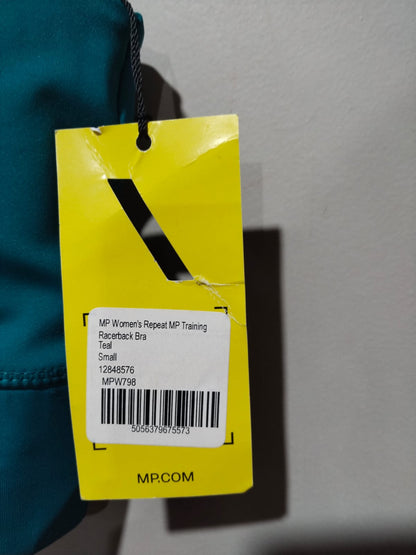 MP Women's Repeat MP Training
Racerback Bra
Teal
Small
12848576
MPW798
5056379675573
MP.COM